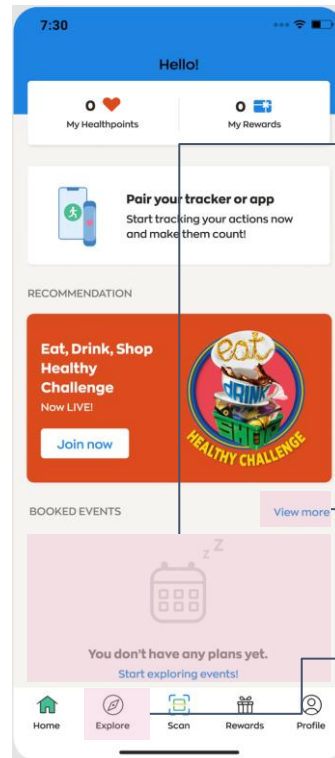 7:30
Hello!
0
My Healthpoints
0
My Rewards
Pair your tracker or app
Start tracking your actions now
and make them count!
RECOMMENDATION
Eat, Drink, Shop
Healthy
Challenge
Now LIVE!
Join now
eat
DRINK
SHOP
HEALTHY CHALLENGE
BOOKED EVENTS
View more
z z
You don't have any plans yet.
Start exploring events!
Home
Explore
Scan
Rewards
Profile